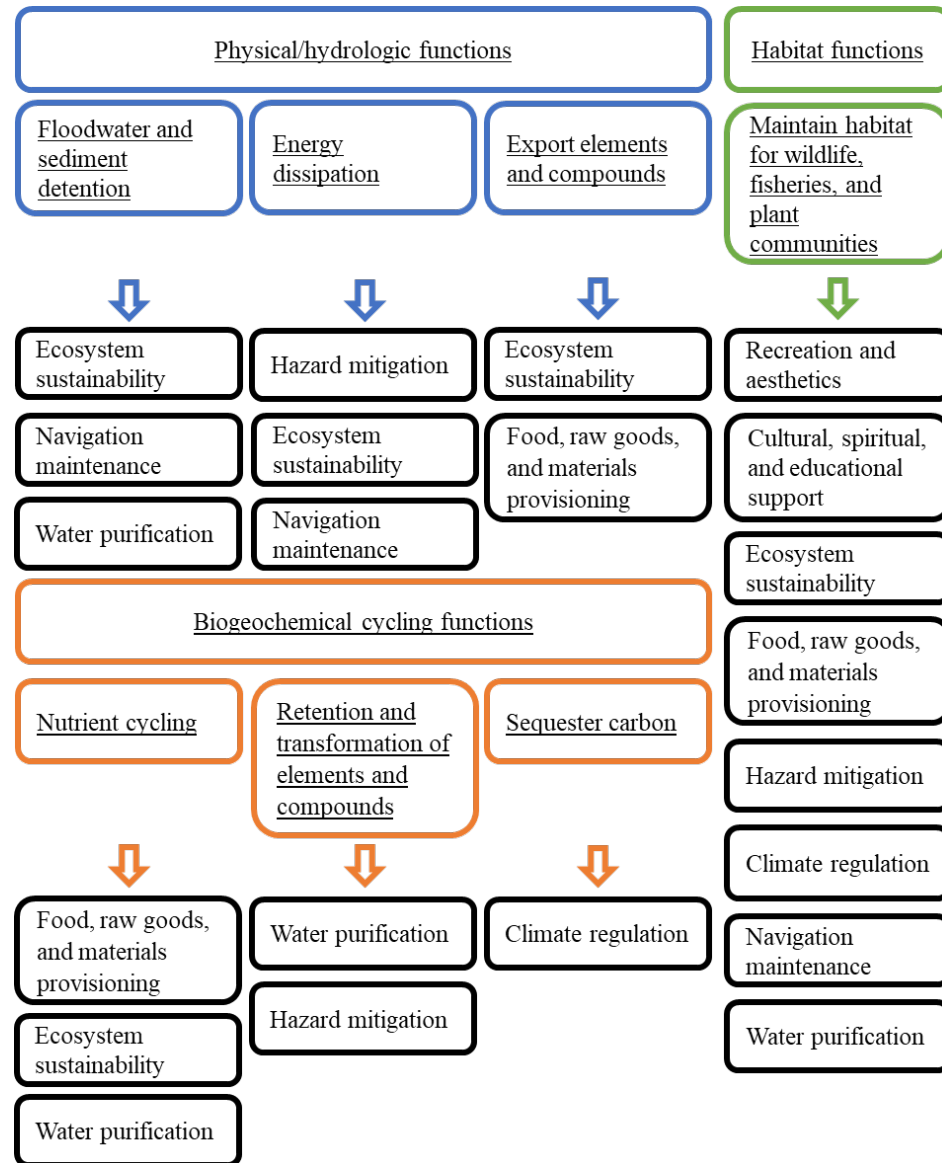 Physical/hydrologic functions
Habitat functions
Floodwater and
sediment
detention
Energy
dissipation
Export elements
and compounds
Maintain habitat
for wildlife,
fisheries, and
plant
communities
Ecosystem
sustainability
Navigation
maintenance
Water purification
Hazard mitigation
Ecosystem
sustainability
Navigation
maintenance
Ecosystem
sustainability
Food, raw goods,
and materials
provisioning
Recreation and
aesthetics
Cultural, spiritual,
and educational
support
Ecosystem
sustainability
Food, raw goods,
and materials
provisioning
Hazard mitigation
Climate regulation
Navigation
maintenance
Water purification
Biogeochemical cycling functions
Nutrient cycling
Retention and
transformation of
elements and
compounds
Sequester carbon
Food, raw goods,
and materials
provisioning
Ecosystem
sustainability
Water purification
Water purification
Hazard mitigation
Climate regulation